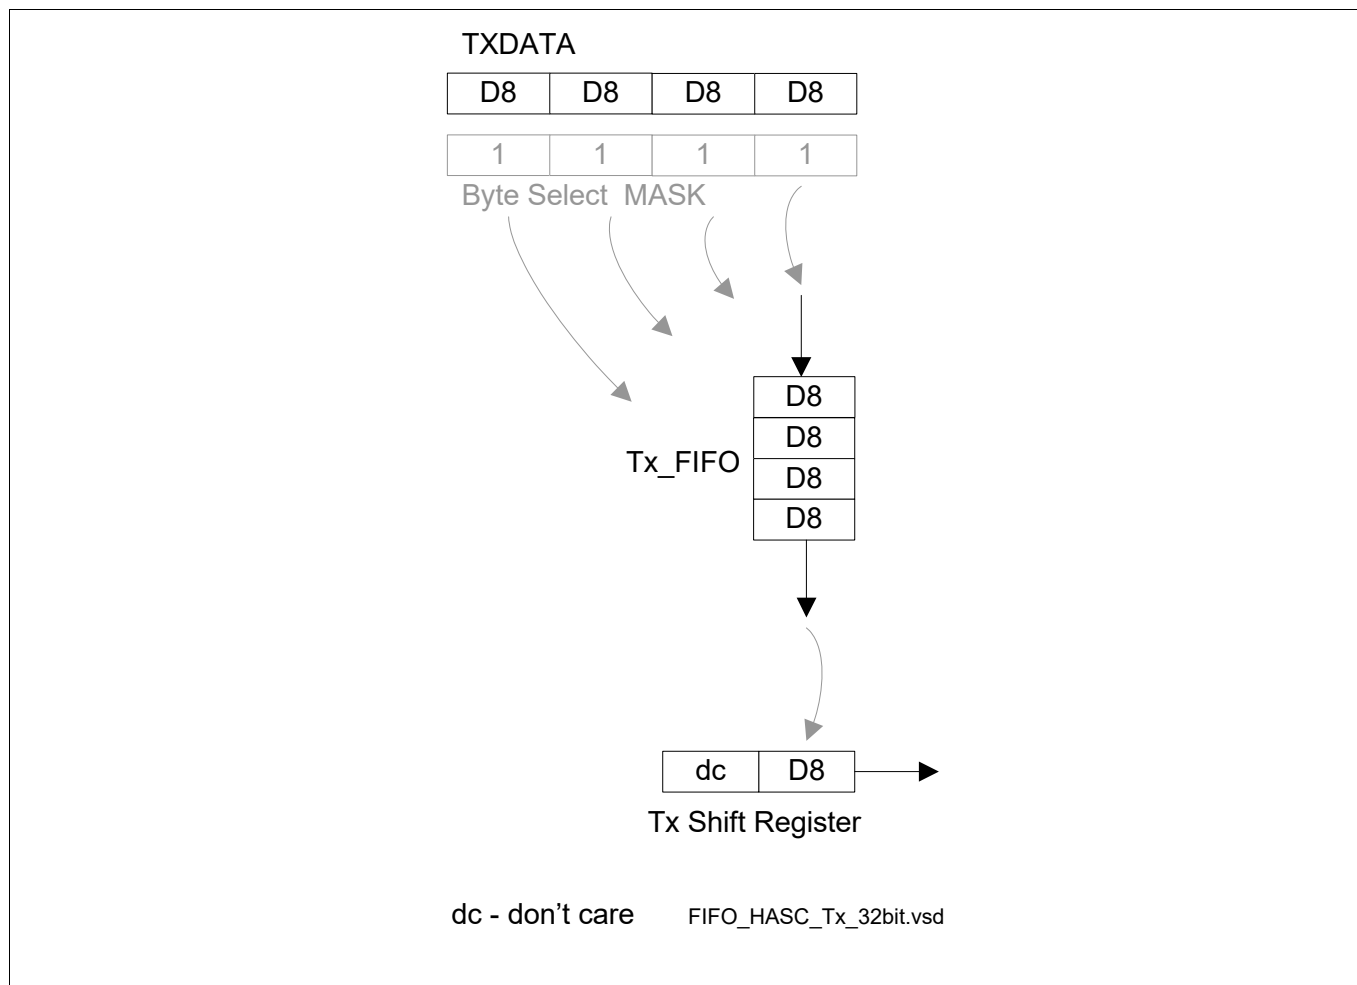 TXDATA
D8 D8 D8 D8
1 1 1 1
Byte Select MASK
D8
D8
Tx_FIFO
D8
D8
dc D8
Tx Shift Register
dc - don't care FIFO_HASC_Tx_32bit.vsd